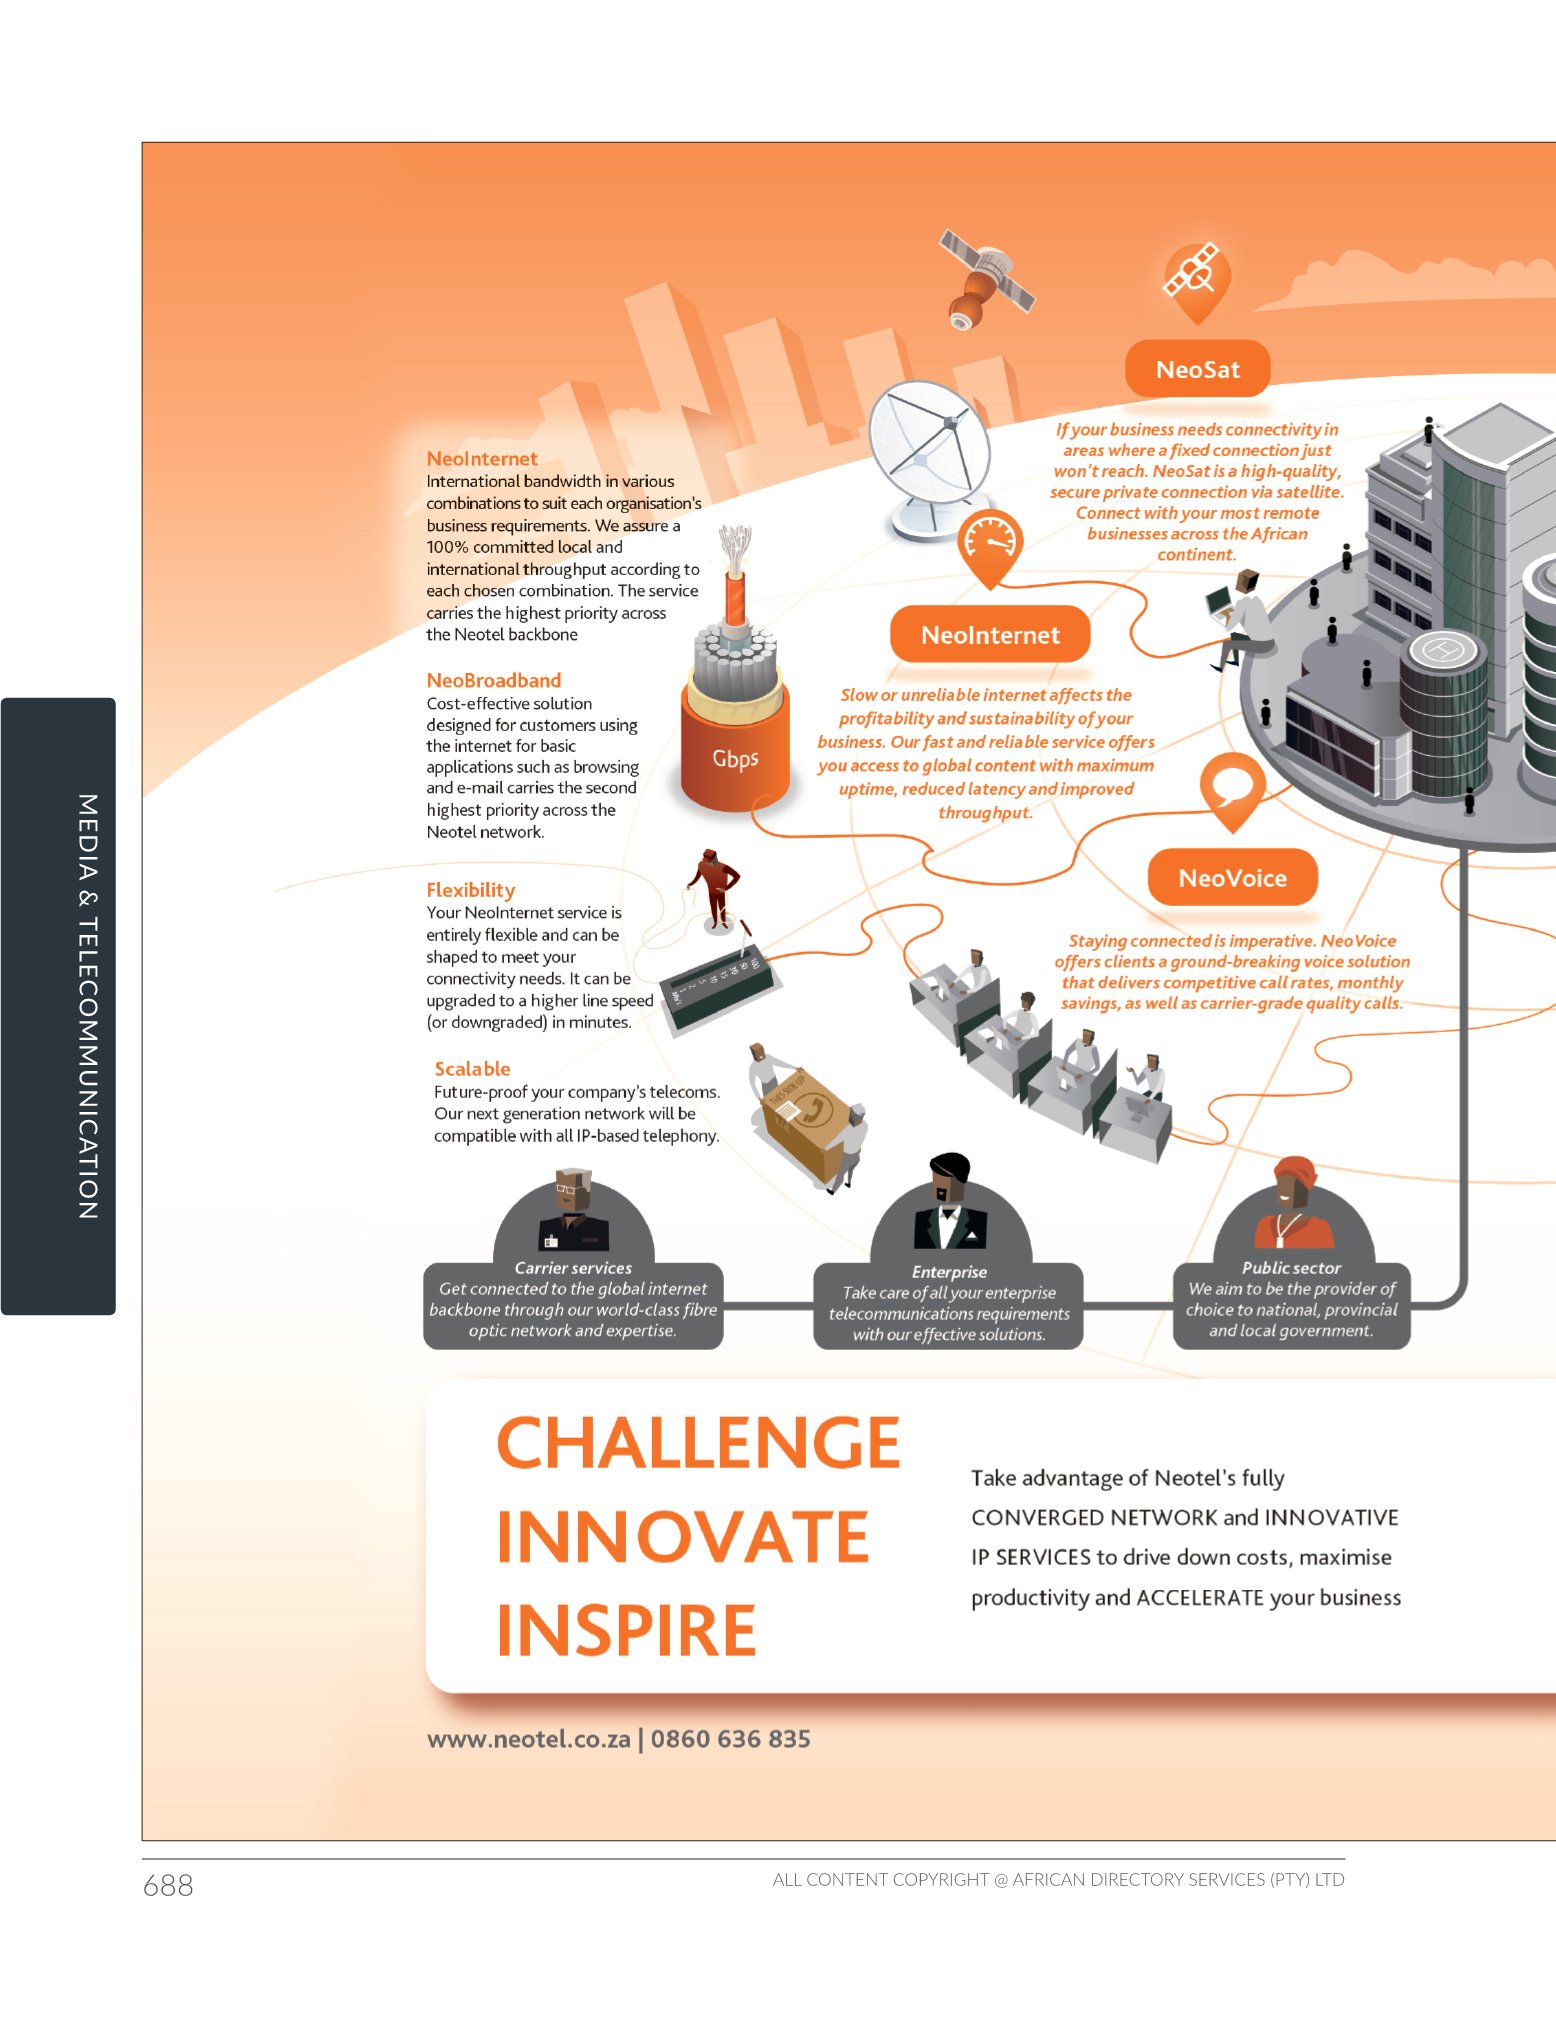 NeoSat
If your business needs connectivity in
areas where a fixed connection just
won't reach. NeoSat is a high-quality,
secure private connection via satellite.
Connect with your most remote
businesses across the African
continent.
NeoInternet
International bandwidth in various
combinations to suit each organisation's
business requirements. We assure a
100% committed local and
international throughput according to
each chosen combination. The service
carries the highest priority across
the Neotel backbone
NeoBroadband
Cost-effective solution
designed for customers using
the internet for basic
applications such as browsing
and e-mail carries the second
highest priority across the
Neotel network.
Gbps
NeoInternet
Slow or unreliable internet affects the
profitability and sustainability of your
business. Our fast and reliable service offers
you access to global content with maximum
uptime, reduced latency and improved
throughput.
H
NeoVoice
Staying connected is imperative. NeoVoice
offers clients a ground-breaking voice solution
that delivers competitive call rates, monthly
savings, as well as carrier-grade quality calls.
Flexibility
Your NeoInternet service is
entirely flexible and can be
shaped to meet your
connectivity needs. It can be
upgraded to a higher line speed
(or downgraded) in minutes.
1 2 5 10 15 20 50 100
Mb/s
Scalable
Future-proof your company's telecoms.
Our next generation network will be
compatible with all IP-based telephony.
THIS SIDE UP
Carrier services
Get connected to the global internet
backbone through our world-class fibre
optic network and expertise.
Enterprise
Take care of all your enterprise
telecommunications requirements
with our effective solutions.
Public sector
We aim to be the provider of
choice to national, provincial
and local government.
CHALLENGE
INNOVATE
INSPIRE
Take advantage of Neotel's fully
CONVERGED NETWORK and INNOVATIVE
IP SERVICES to drive down costs, maximise
productivity and ACCELERATE your business
www.neotel.co.za | 0860 636 835
MEDIA & TELECOMMUNICATION
688
ALL CONTENT COPYRIGHT @ AFRICAN DIRECTORY SERVICES (PTY) LTD